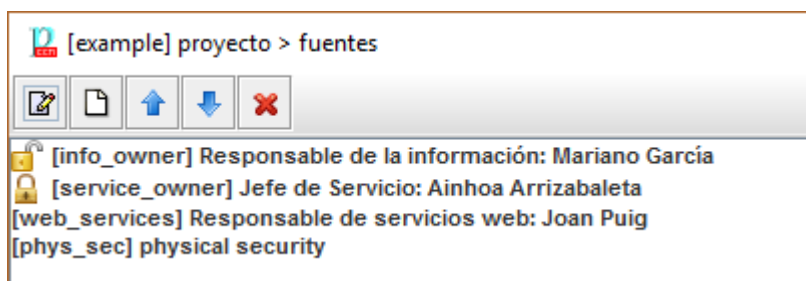 [example] proyecto > fuentes
[info_owner] Responsable de la información: Mariano García
[service_owner] Jefe de Servicio: Ainhoa Arrizabaleta
[web_services] Responsable de servicios web: Joan Puig
[phys_sec] physical security